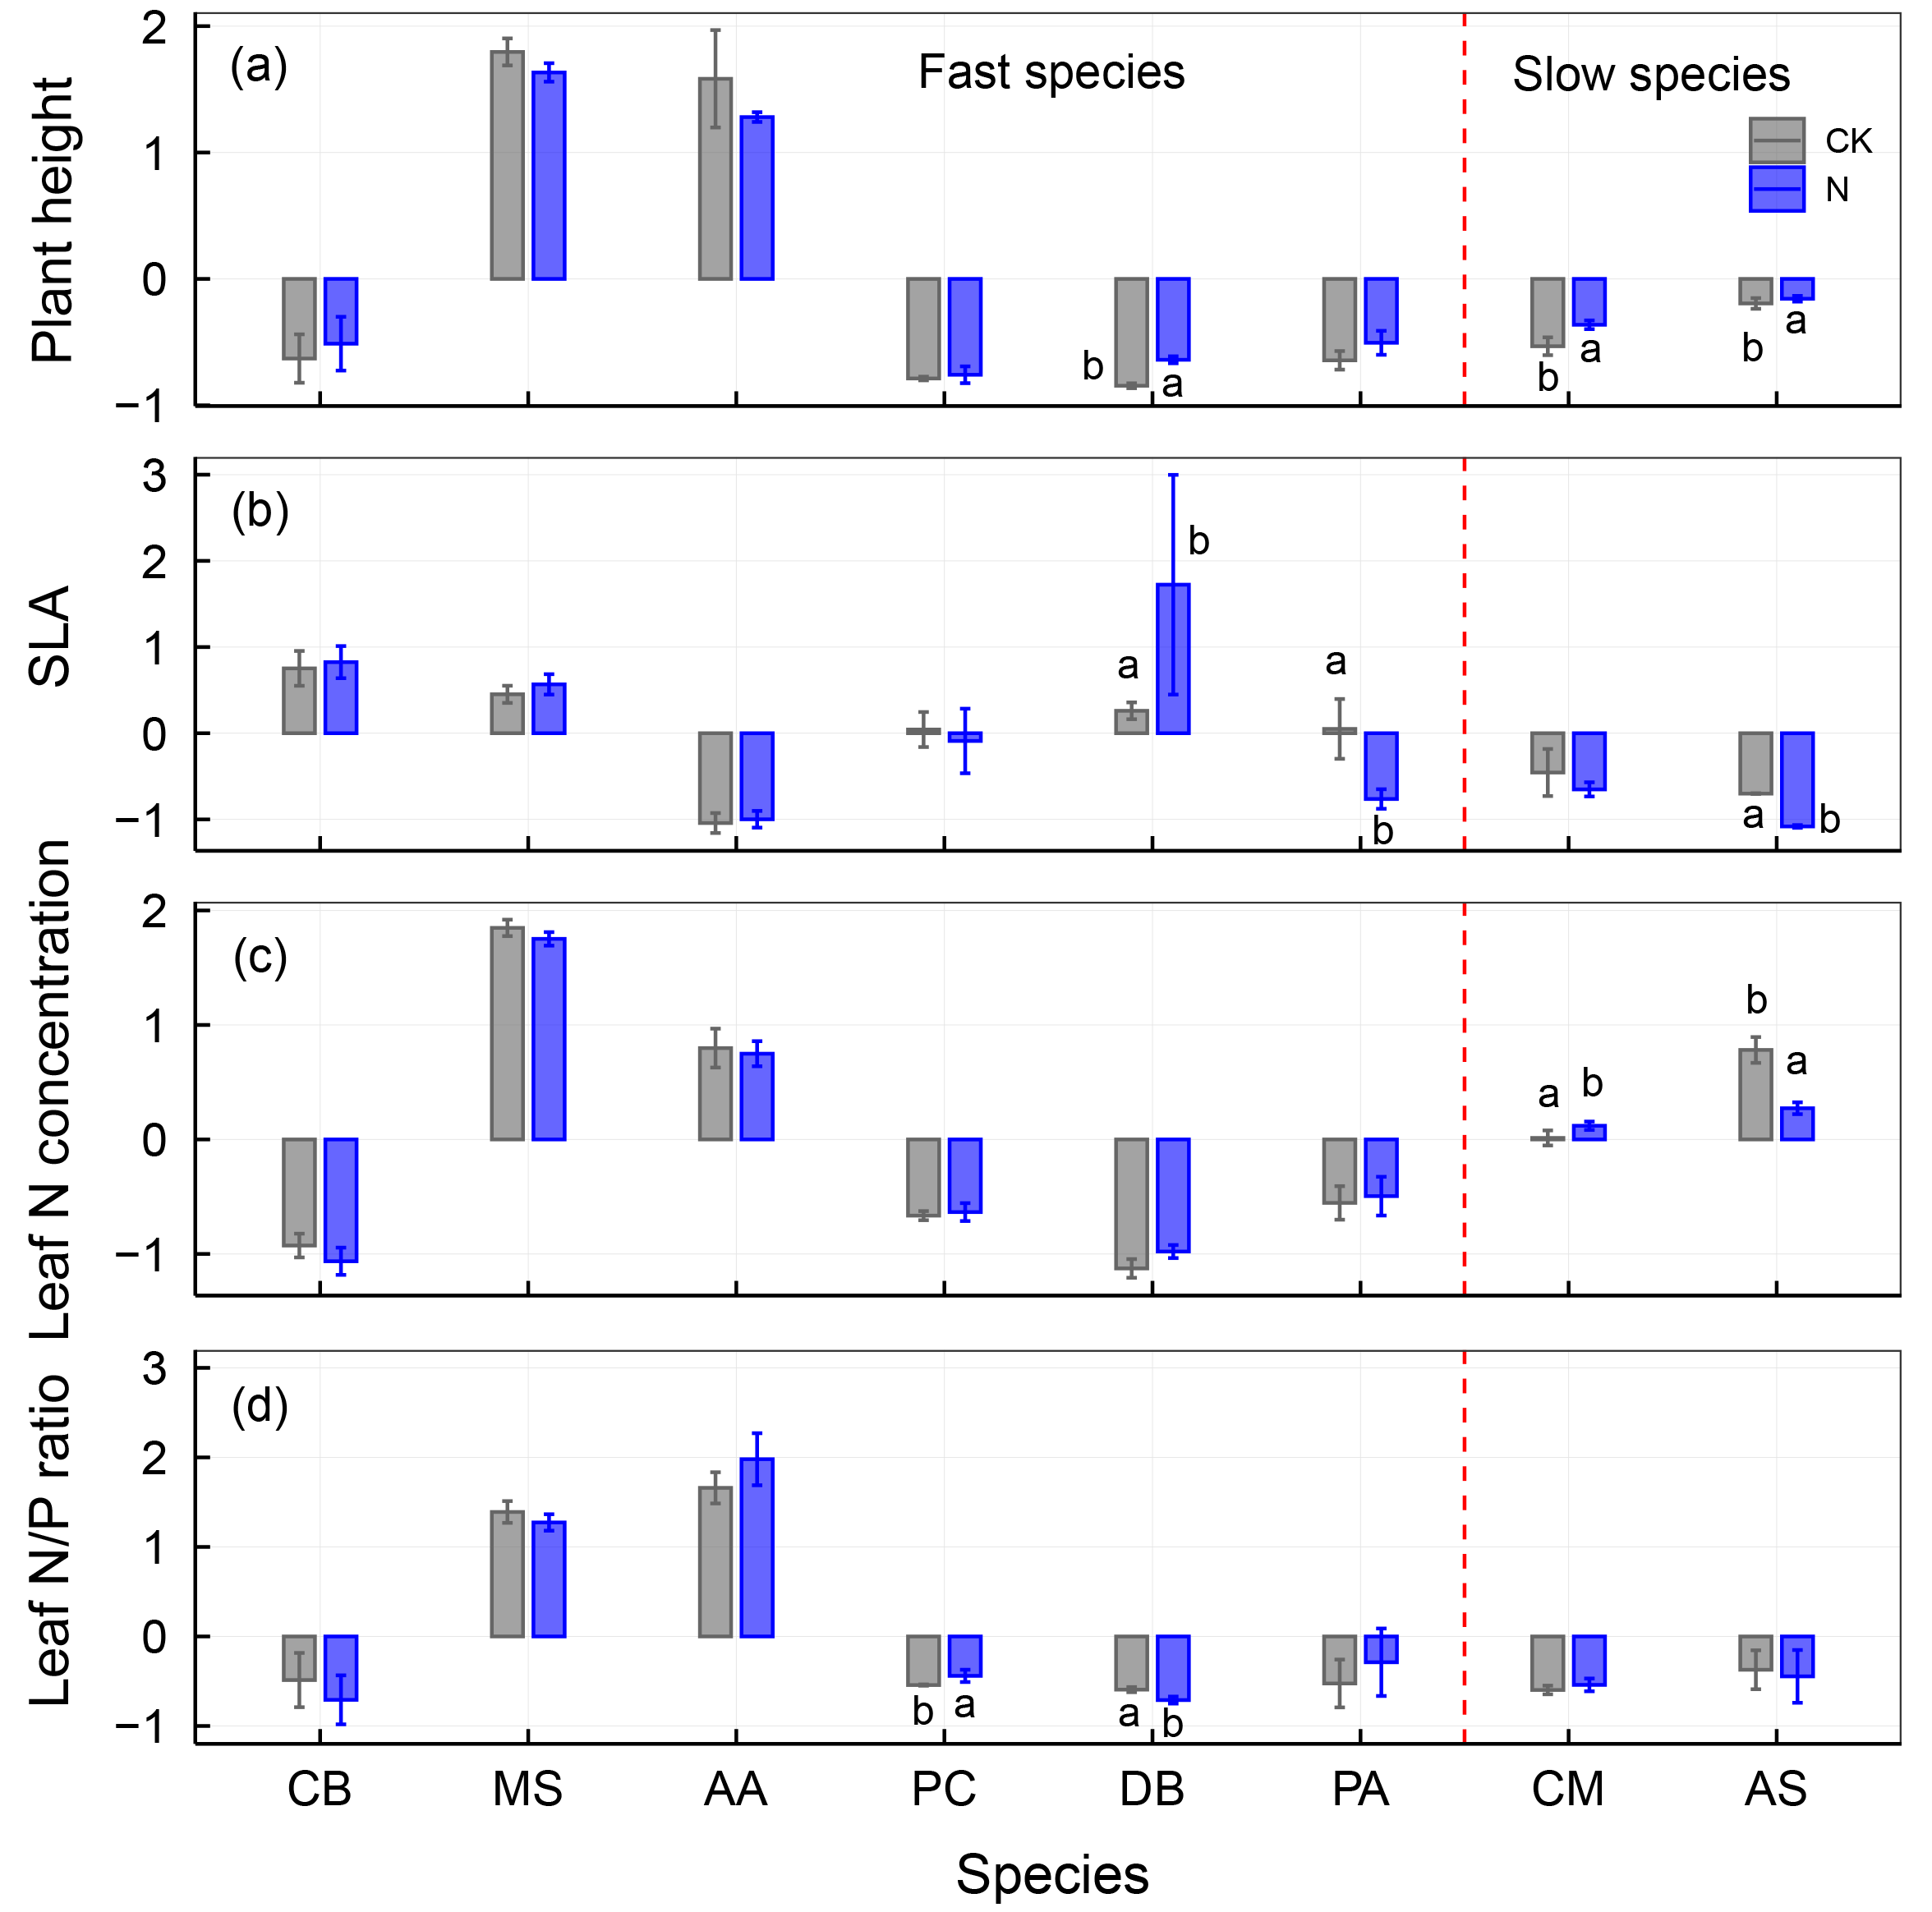 Plant height
2
1
0
−1
(a)
Fast species
Slow species
CK
N
b
a
b
a
b
a
SLA
3
2
1
0
−1
(b)
a
b
a
b
a
b
Leaf N concentration
2
1
0
−1
(c)
a
b
b
a
Leaf N/P ratio
3
2
1
0
−1
(d)
b
a
a
b
CB MS AA PC DB PA CM AS
Species